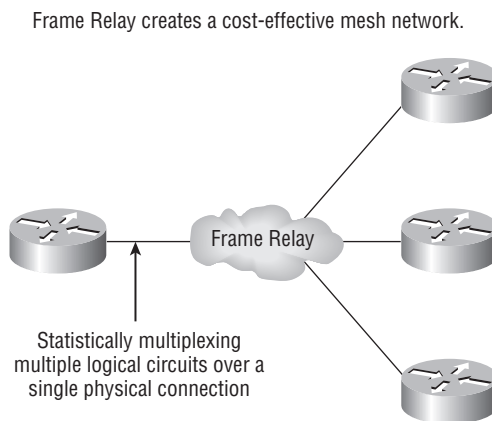 Frame Relay creates a cost-effective mesh network.
Frame Relay
Statistically multiplexing
multiple logical circuits over a
single physical connection